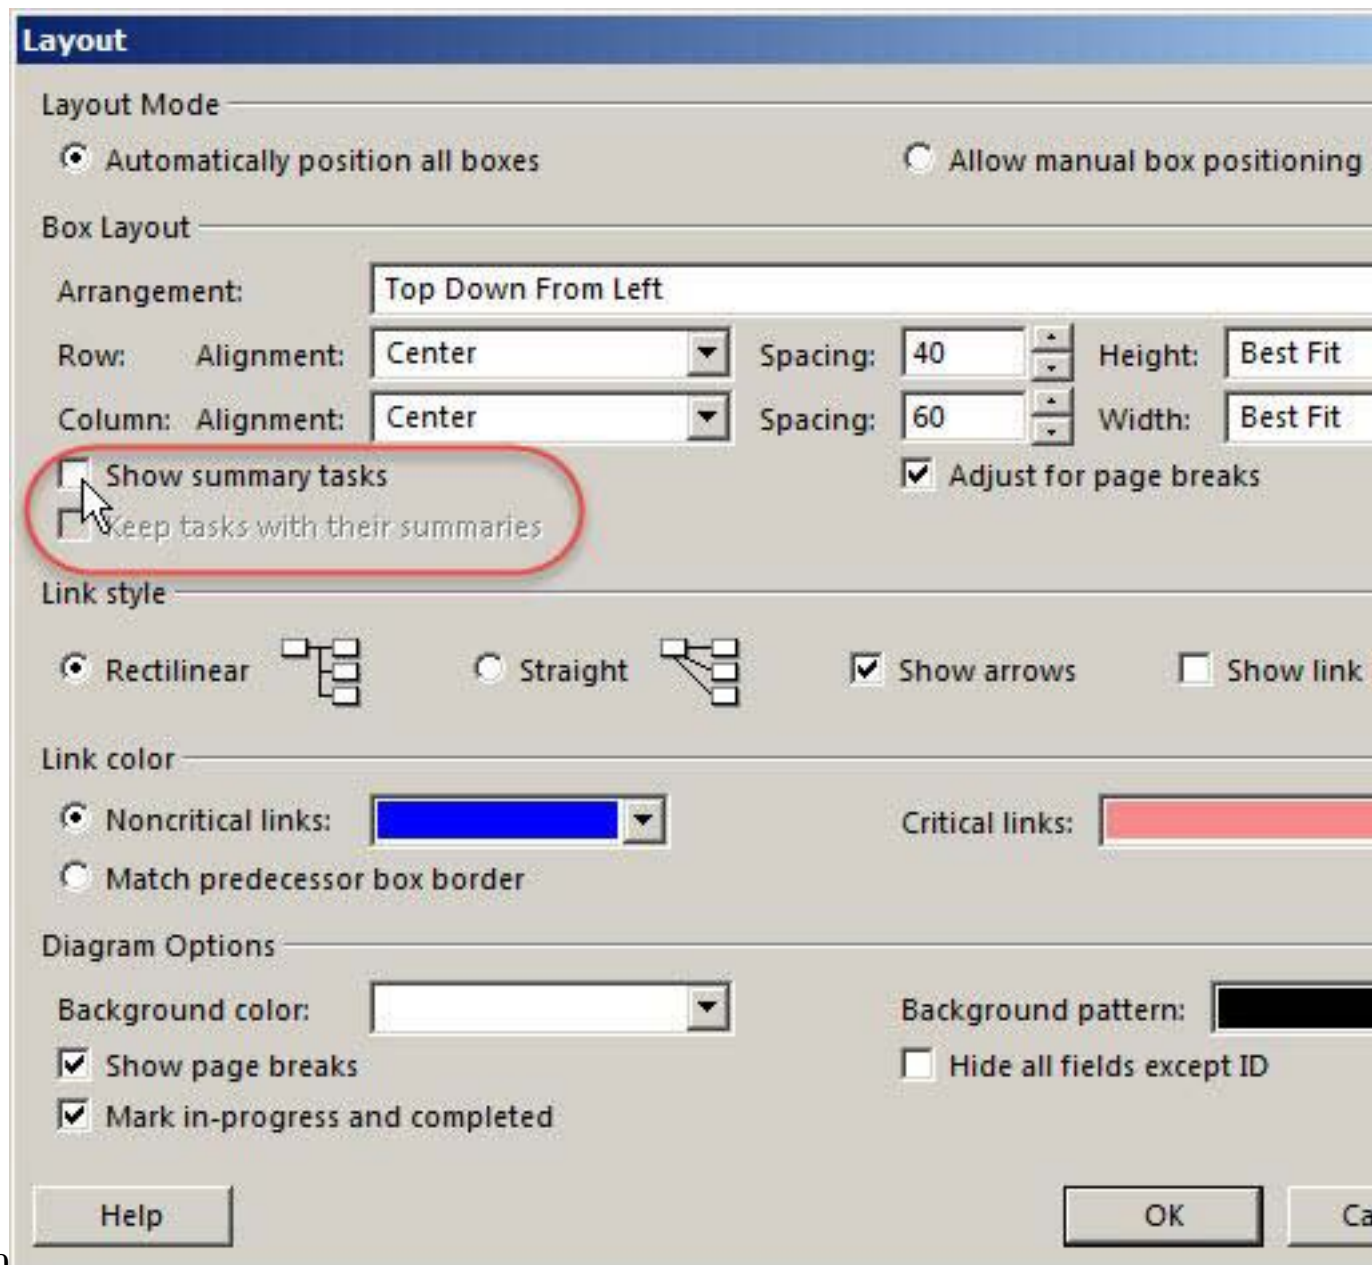 Layout
Layout Mode
Automatically position all boxes Allow manual box positioning
Box Layout
Arrangement: Top Down From Left
Row: Alignment: Center Spacing: 40 Height: Best Fit
Column: Alignment: Center Spacing: 60 Width: Best Fit
Show summary tasks Adjust for page breaks
Keep tasks with their summaries
Link style
Rectilinear Straight Show arrows Show link
Link color
Noncritical links: Critical links:
Match predecessor box border
Diagram Options
Background color: Background pattern:
Show page breaks Hide all fields except ID
Mark in-progress and completed
Help OK